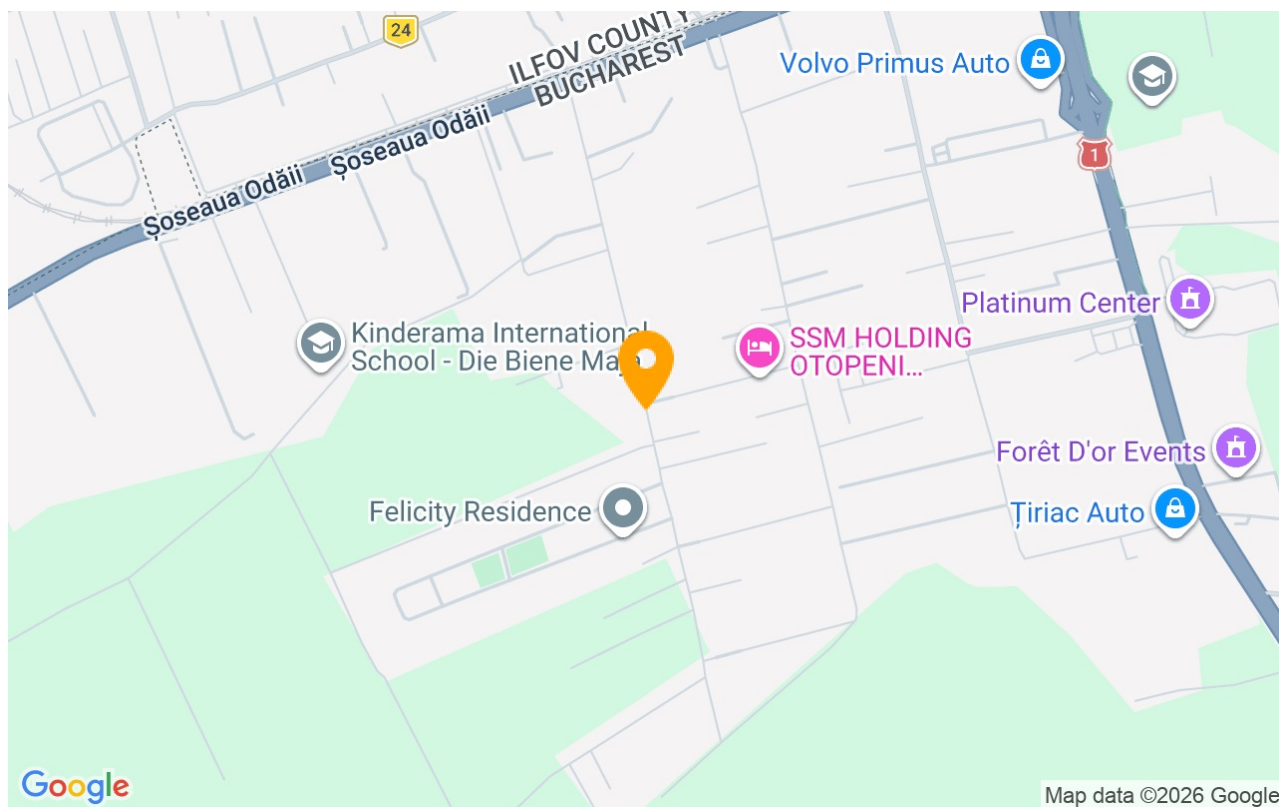 24
ILFOV COUNTY
BUCHAREST
Volvo Primus Auto
Șoseaua Odăii
Șoseaua Odăii
1
Platinum Center
Kinderama International
School - Die Biene Maja
SSM HOLDING
OTOPENI...
Forêt D'or Events
Felicity Residence
Țiriac Auto
Google
Map data ©2026 Google